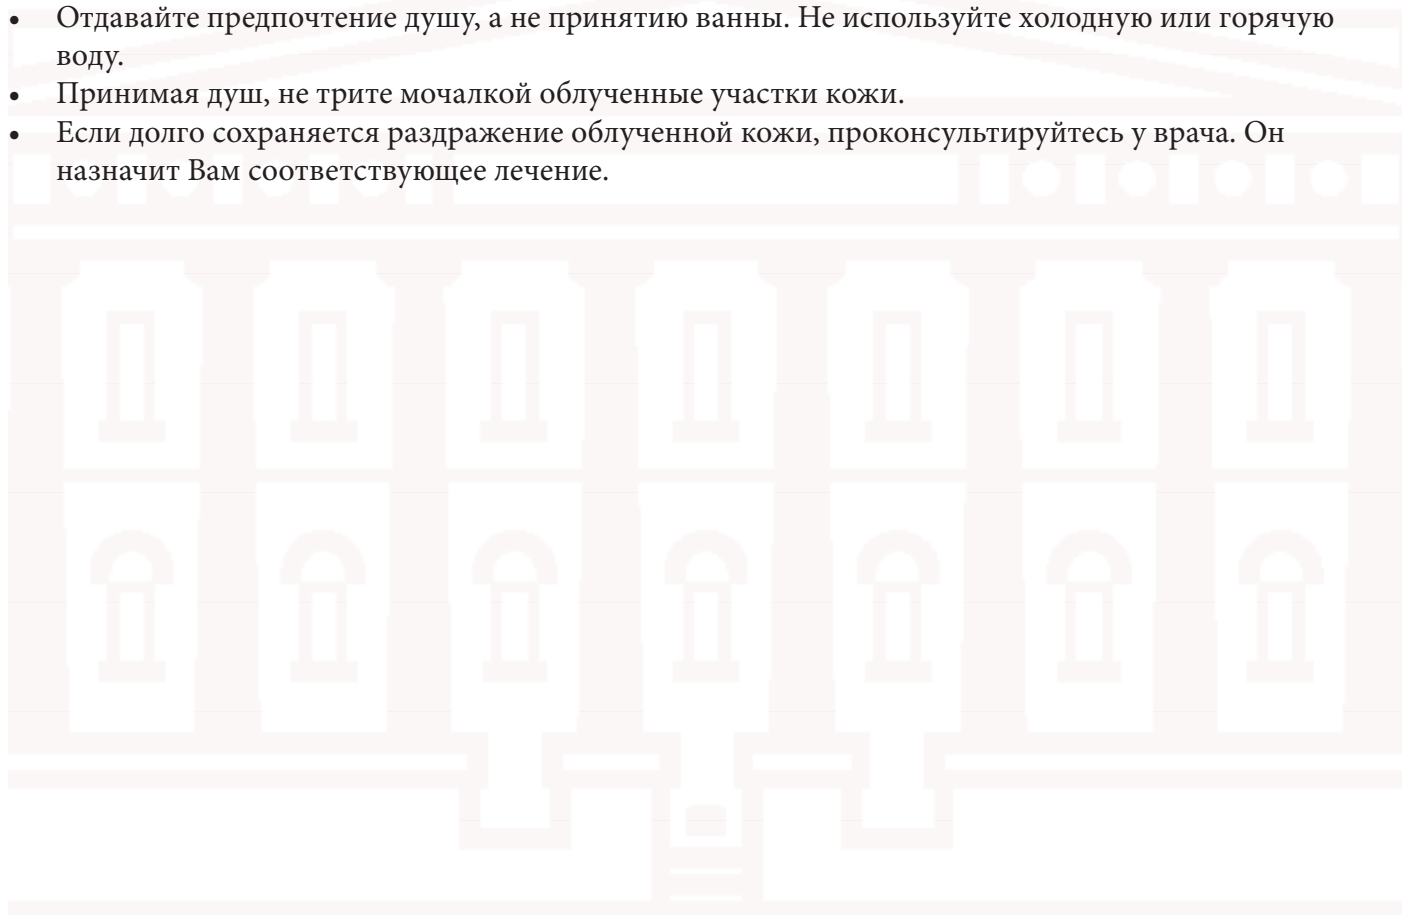 • Отдавайте предпочтение душу, а не принятию ванны. Не используйте холодную или горячую
воду.
• Принимая душ, не трите мочалкой облученные участки кожи.
• Если долго сохраняется раздражение облученной кожи, проконсультируйтесь у врача. Он
назначит Вам соответствующее лечение.